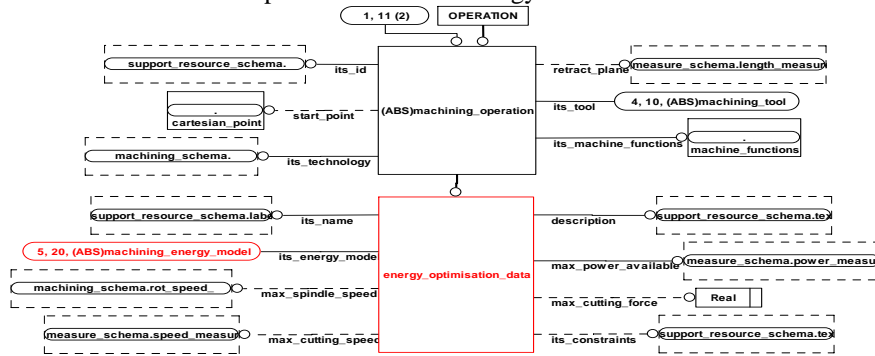 1, 11 (2)
OPERATION
support_resource_schema.
its_id
retract_plane
measure_schema.length_measur
(ABS)machining_operation
its_tool
4, 10, (ABS)machining_tool
.
cartesian_point
start_point
its_machine_functions
.
machine_functions
machining_schema.
its_technology
support_resource_schema.labe
its_name
description
support_resource_schema.tex
5, 20, (ABS)machining_energy_model
its_energy_model
energy_optimisation_data
max_power_available
measure_schema.power_measu
machining_schema.rot_speed_
max_spindle_speed
max_cutting_force
Real
measure_schema.speed_measur
max_cutting_speed
its_constraints
support_resource_schema.tex